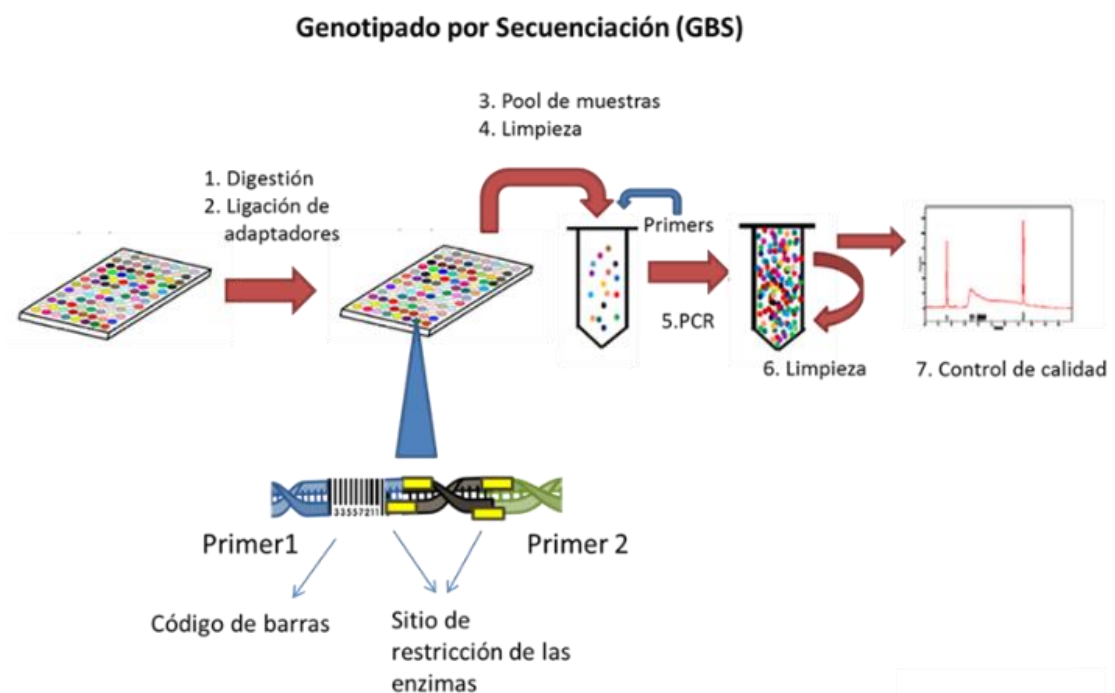 Genotipado por Secuenciación (GBS)
3. Pool de muestras
4. Limpieza
1. Digestión
2. Ligación de
adaptadores
Primers
5.PCR
6. Limpieza
7. Control de calidad
33557211
Primer1
Primer 2
Código de barras
Sitio de
restricción de las
enzimas